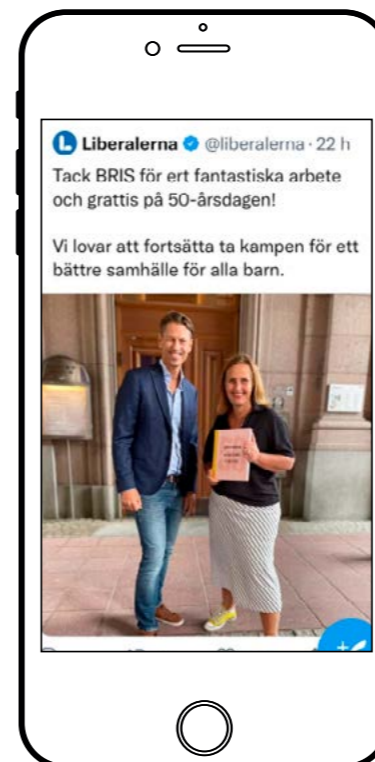 Liberalerna @liberalerna · 22 h
Tack BRIS för ert fantastiska arbete
och grattis på 50-årsdagen!
Vi lovar att fortsätta ta kampen för ett
bättre samhälle för alla barn.